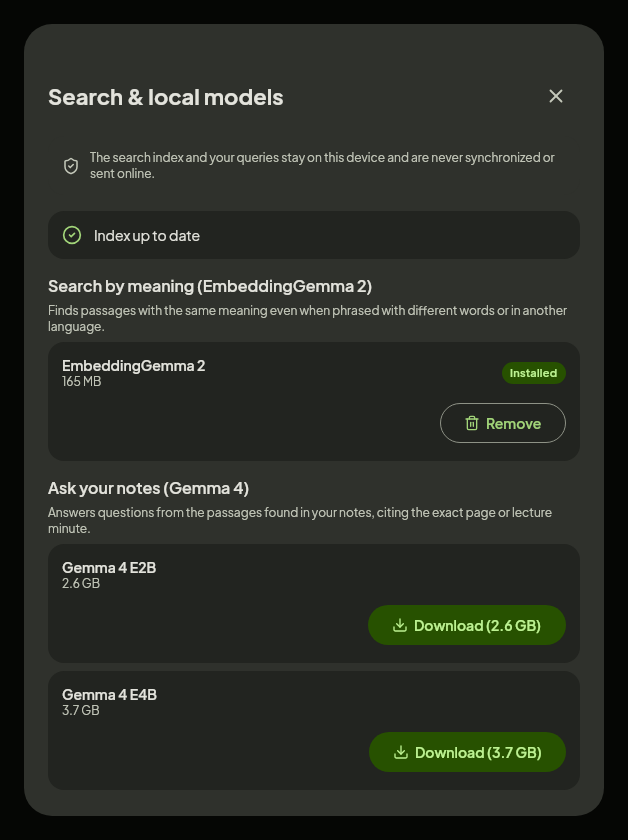 Search & local models
The search index and your queries stay on this device and are never synchronized or
sent online.
Index up to date
Search by meaning (EmbeddingGemma 2)
Finds passages with the same meaning even when phrased with different words or in another
language.
EmbeddingGemma 2
165 MB
Installed
Remove
Ask your notes (Gemma 4)
Answers questions from the passages found in your notes, citing the exact page or lecture
minute.
Gemma 4 E2B
2.6 GB
Download (2.6 GB)
Gemma 4 E4B
3.7 GB
Download (3.7 GB)